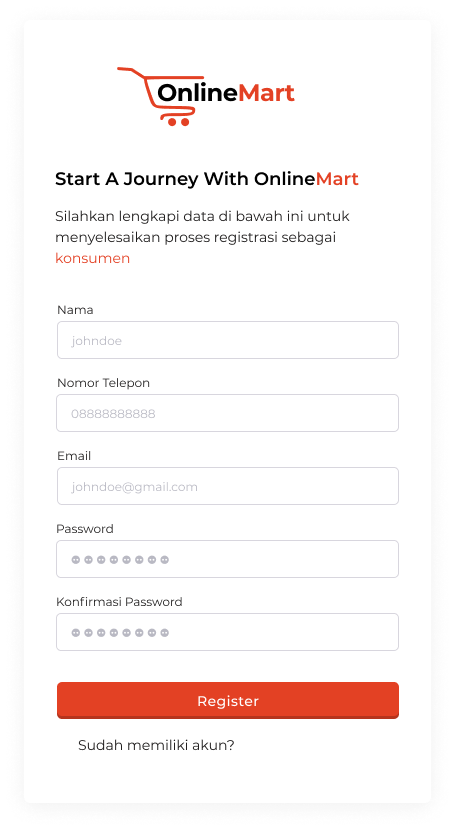 OnlineMart
Start A Journey With OnlineMart
Silahkan lengkapi data di bawah ini untuk
menyelesaikan proses registrasi sebagai
konsumen
Nama
johndoe
Nomor Telepon
08888888888
Email
johndoe@gmail.com
Password
Konfirmasi Password
Register
Sudah memiliki akun?